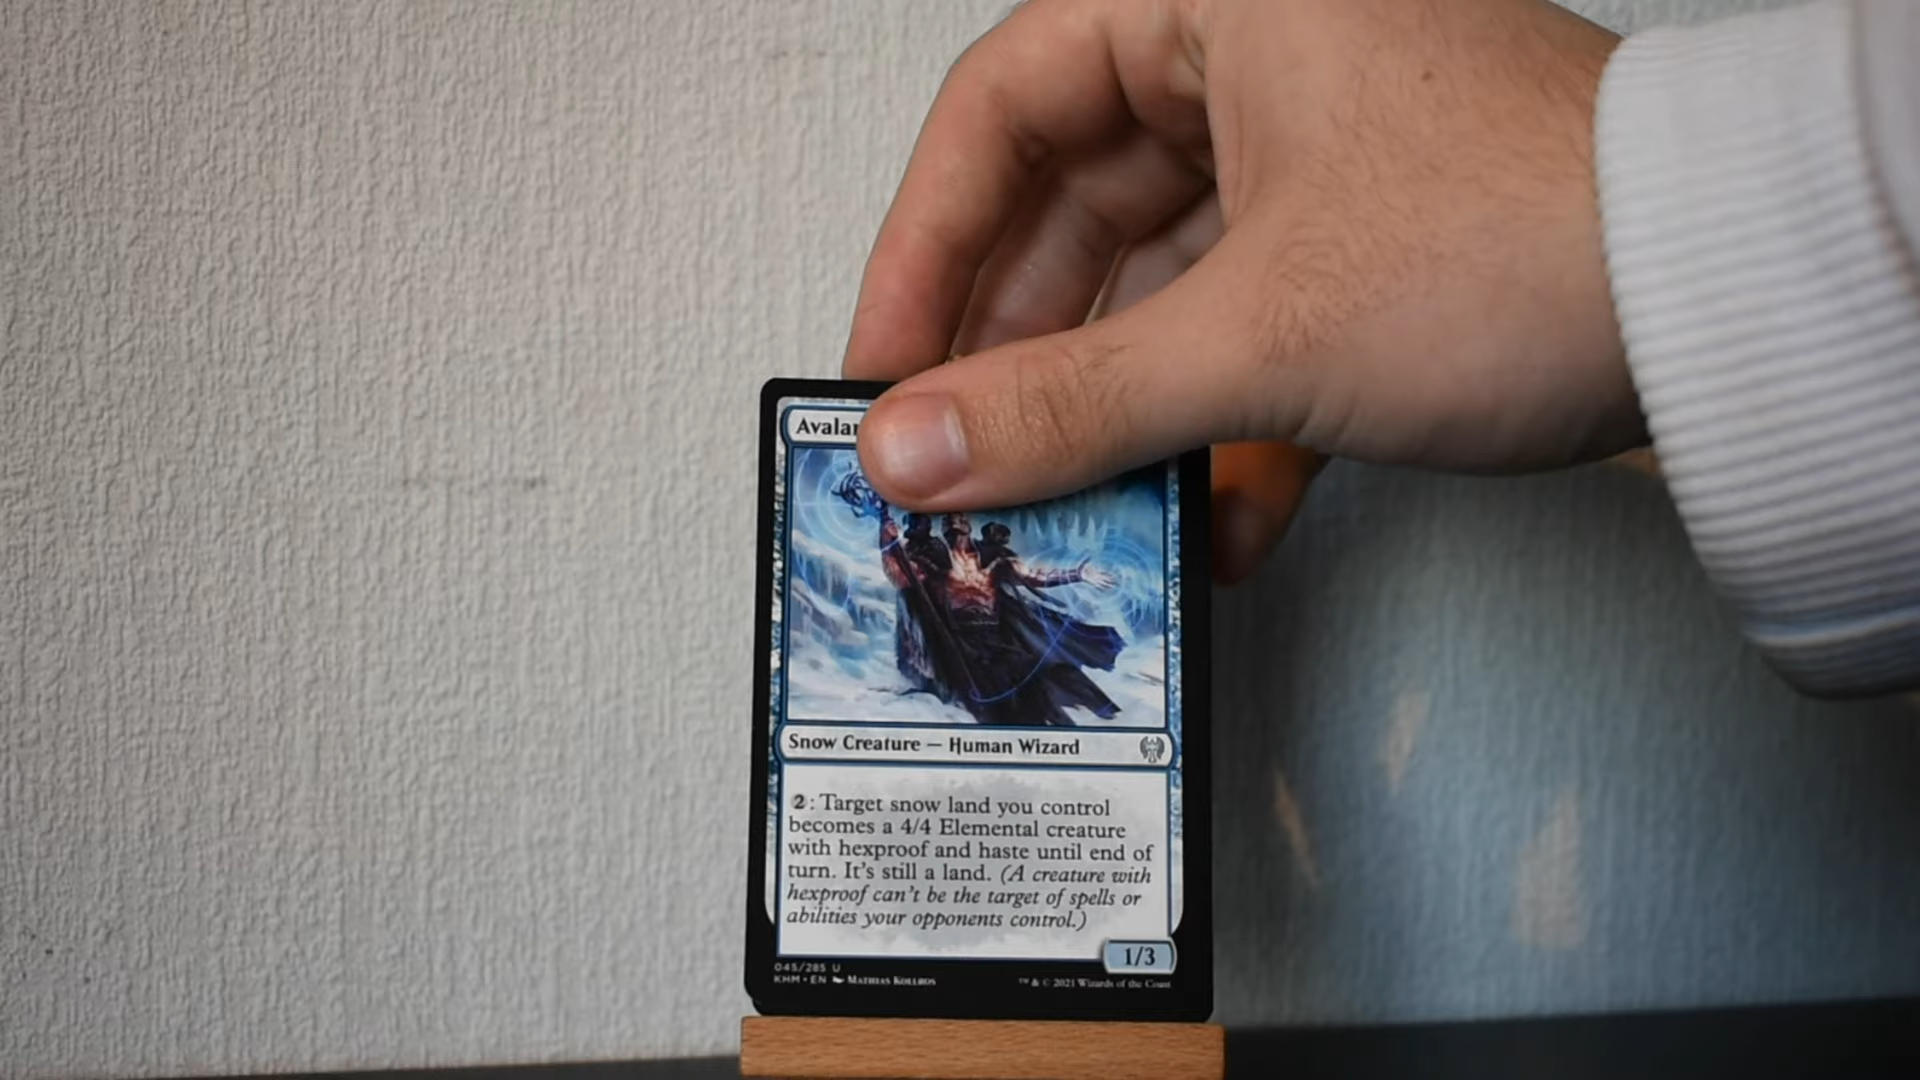 Avalan
Snow Creature — Human Wizard
2: Target snow land you control
becomes a 4/4 Elemental creature
with hexproof and haste until end of
turn. It's still a land. (A creature with
hexproof can't be the target of spells or
abilities your opponents control.)
1/3
045/285 U
KHM • EN Mathias Kollros
™ & © 2021 Wizards of the Coast